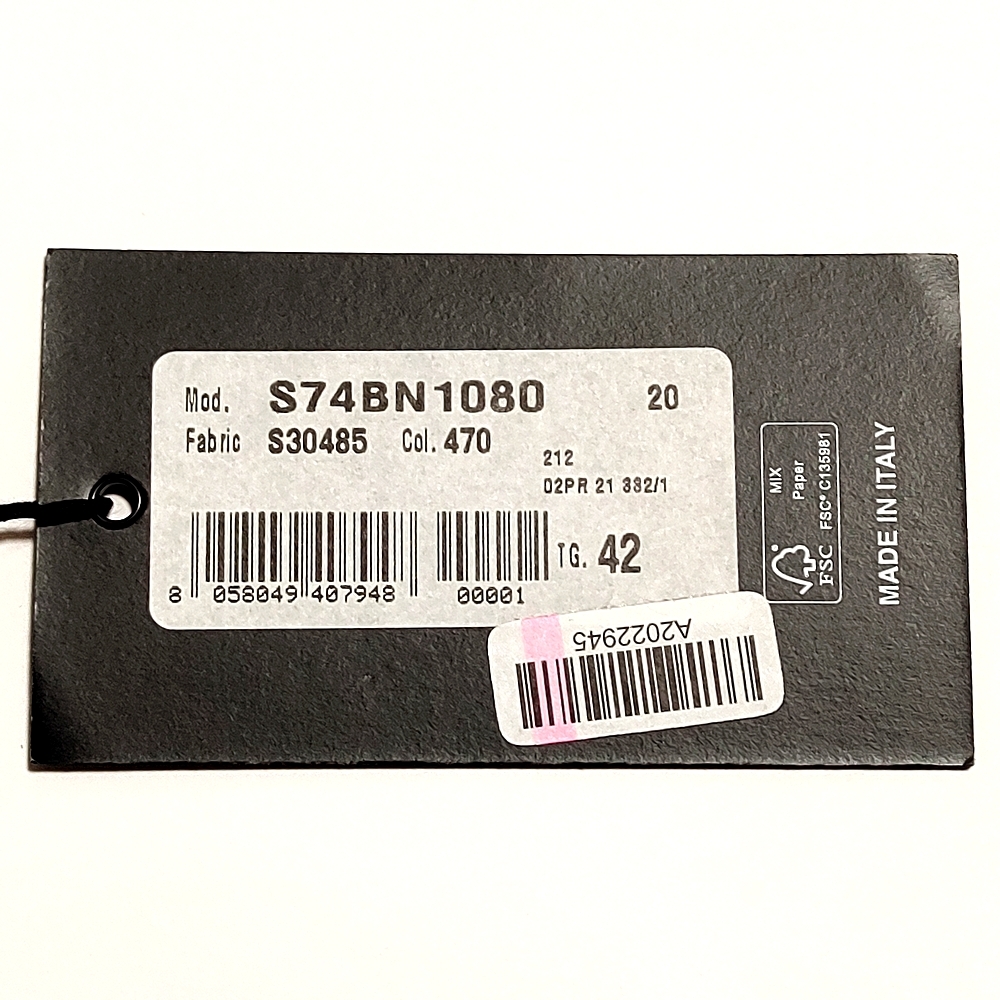 Mod. S74BN1080 20
Fabric S30485 Col. 470
212
02PR 21 382/1
TG. 42
8 058049 407948 00001
A2022945
MIX
Paper
FSC® C135981
FSC
MADE IN ITALY